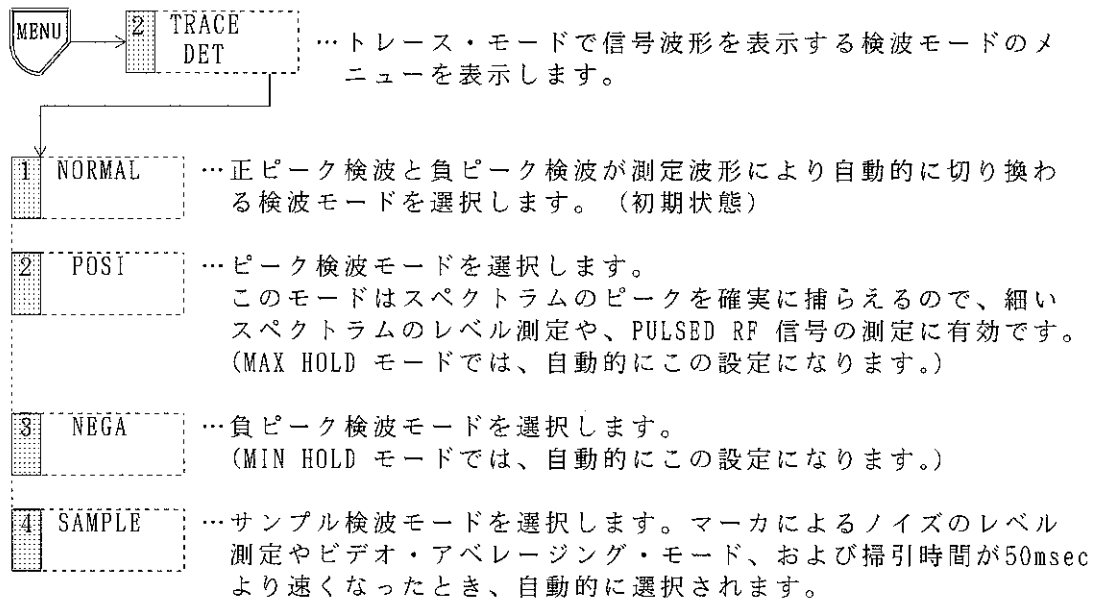 MENU 2 TRACE DET …トレース・モードで信号波形を表示する検波モードのメ
ニューを表示します。
1 NORMAL …正ピーク検波と負ピーク検波が測定波形により自動的に切り換わ
る検波モードを選択します。（初期状態）
2 POSI …ピーク検波モードを選択します。
このモードはスペクトラムのピークを確実に捕らえるので、細い
スペクトラムのレベル測定や、PULSED RF 信号の測定に有効です。
(MAX HOLD モードでは、自動的にこの設定になります。)
3 NEGA …負ピーク検波モードを選択します。
(MIN HOLD モードでは、自動的にこの設定になります。)
4 SAMPLE …サンプル検波モードを選択します。マーカによるノイズのレベル
測定やビデオ・アベレージング・モード、および掃引時間が50msec
より速くなったとき、自動的に選択されます。